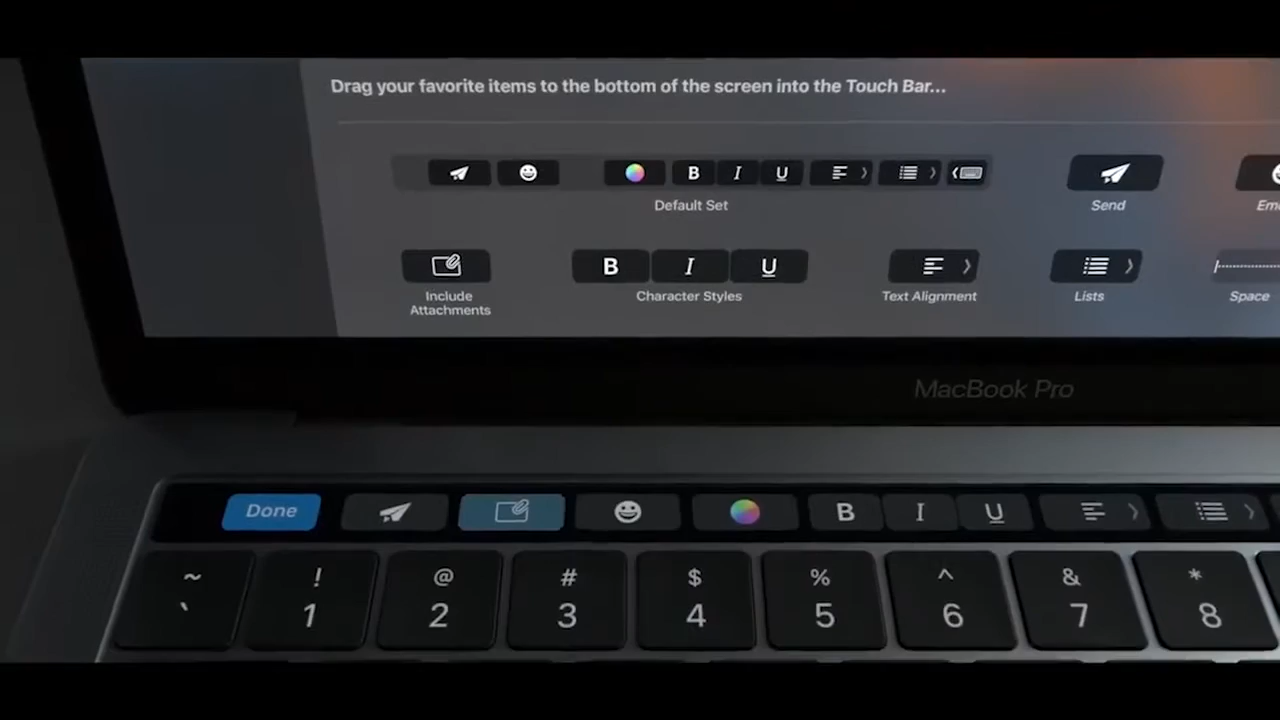 Drag your favorite items to the bottom of the screen into the Touch Bar...
B I U
Default Set
Send
B I U
Include
Attachments
Character Styles
Text Alignment
Lists
Space
MacBook Pro
Done B I U
~ ! @ # $ % ^ & *
` 1 2 3 4 5 6 7 8